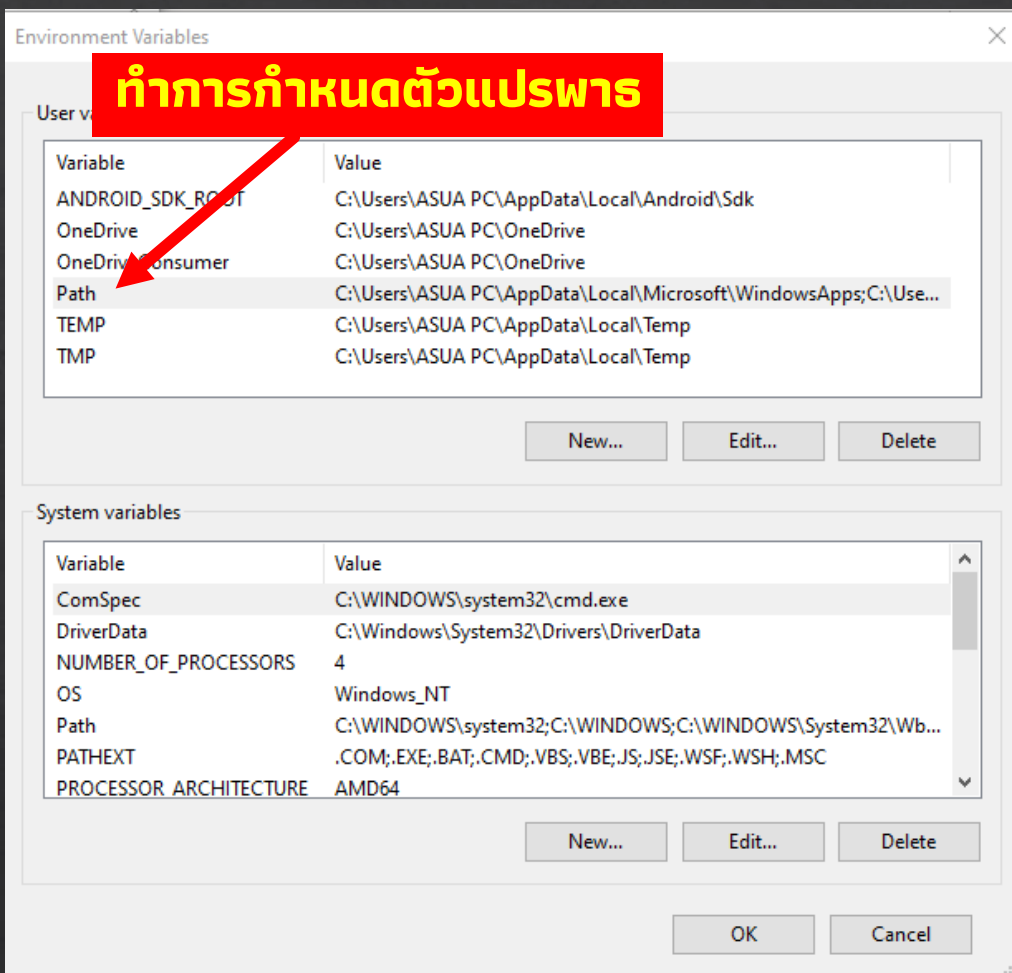 Environment Variables
ทำการกำหนดตัวแปรพาธ
User v
Variable Value
ANDROID_SDK_ROOT C:\Users\ASUA PC\AppData\Local\Android\Sdk
OneDrive C:\Users\ASUA PC\OneDrive
OneDriveConsumer C:\Users\ASUA PC\OneDrive
Path C:\Users\ASUA PC\AppData\Local\Microsoft\WindowsApps;C:\Use...
TEMP C:\Users\ASUA PC\AppData\Local\Temp
TMP C:\Users\ASUA PC\AppData\Local\Temp
New... Edit... Delete
System variables
Variable Value
ComSpec C:\WINDOWS\system32\cmd.exe
DriverData C:\Windows\System32\Drivers\DriverData
NUMBER_OF_PROCESSORS 4
OS Windows_NT
Path C:\WINDOWS\system32;C:\WINDOWS;C:\WINDOWS\System32\Wb...
PATHEXT .COM;.EXE;.BAT;.CMD;.VBS;.VBE;.JS;.JSE;.WSF;.WSH;.MSC
PROCESSOR_ARCHITECTURE AMD64
New... Edit... Delete
OK Cancel